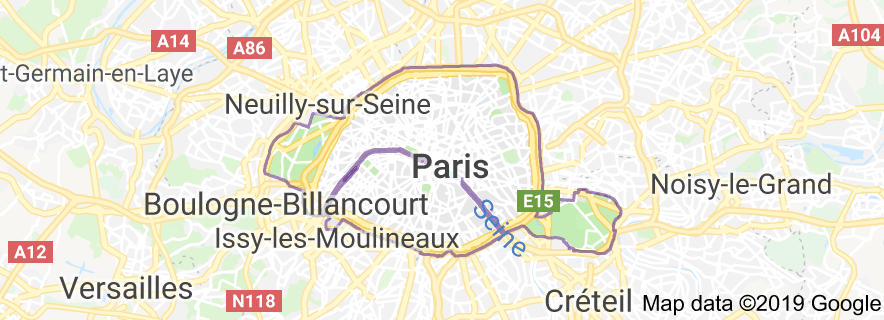 A14
A86
A104
t-Germain-en-Laye
Neuilly-sur-Seine
Paris
Noisy-le-Grand
E15
Boulogne-Billancourt
Seine
Issy-les-Moulineaux
A12
Versailles
N118
Créteil
Map data ©2019 Google